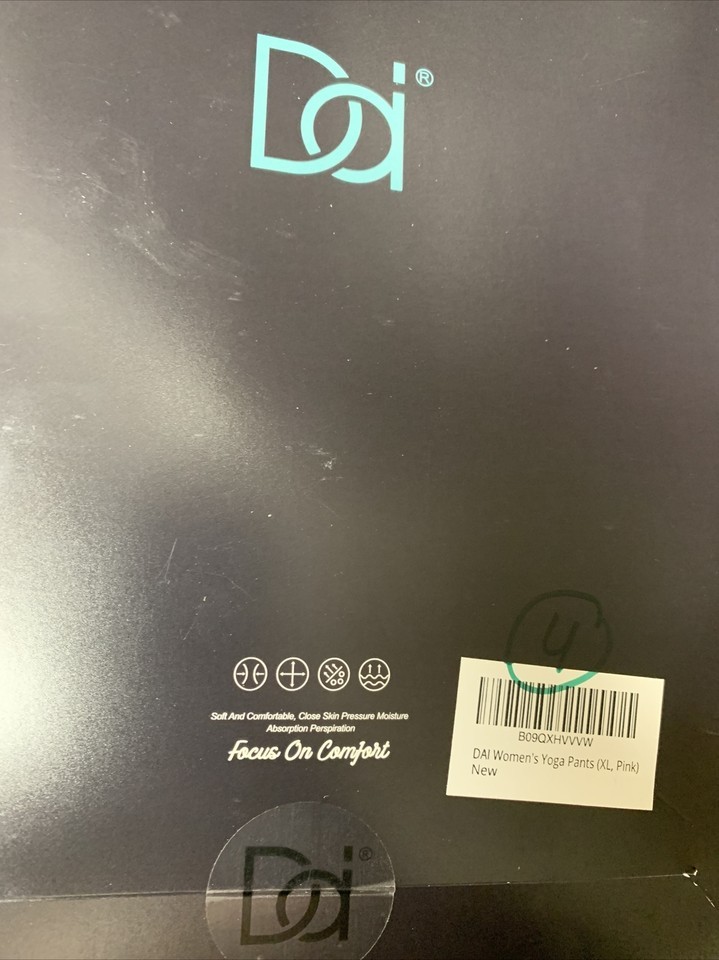 Dai®
Soft And Comfortable, Close Skin Pressure Moisture
Absorption Perspiration
Focus On Comfort
4
B09QXHVVVW
DAI Women's Yoga Pants (XL, Pink)
New
Dai®